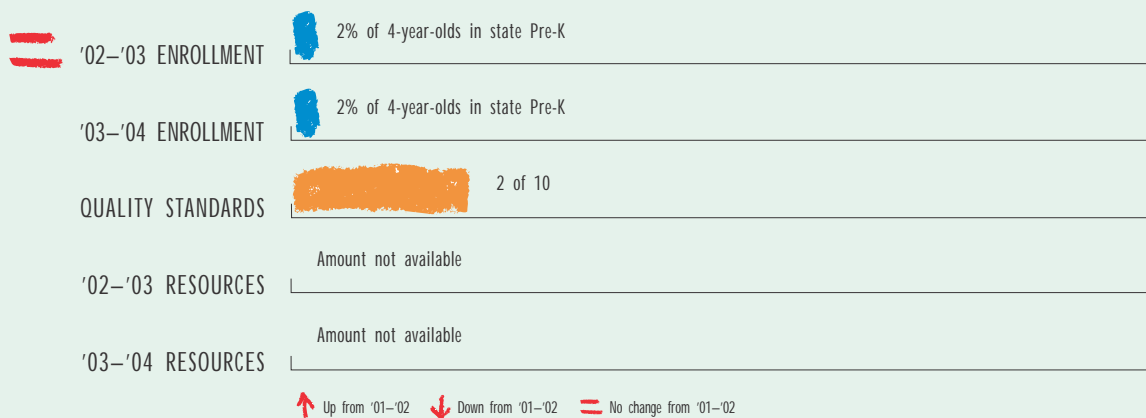 2% of 4-year-olds in state Pre-K
'02–'03 ENROLLMENT
2% of 4-year-olds in state Pre-K
'03–'04 ENROLLMENT
2 of 10
QUALITY STANDARDS
Amount not available
'02–'03 RESOURCES
Amount not available
'03–'04 RESOURCES
Up from '01–'02 Down from '01–'02 No change from '01–'02